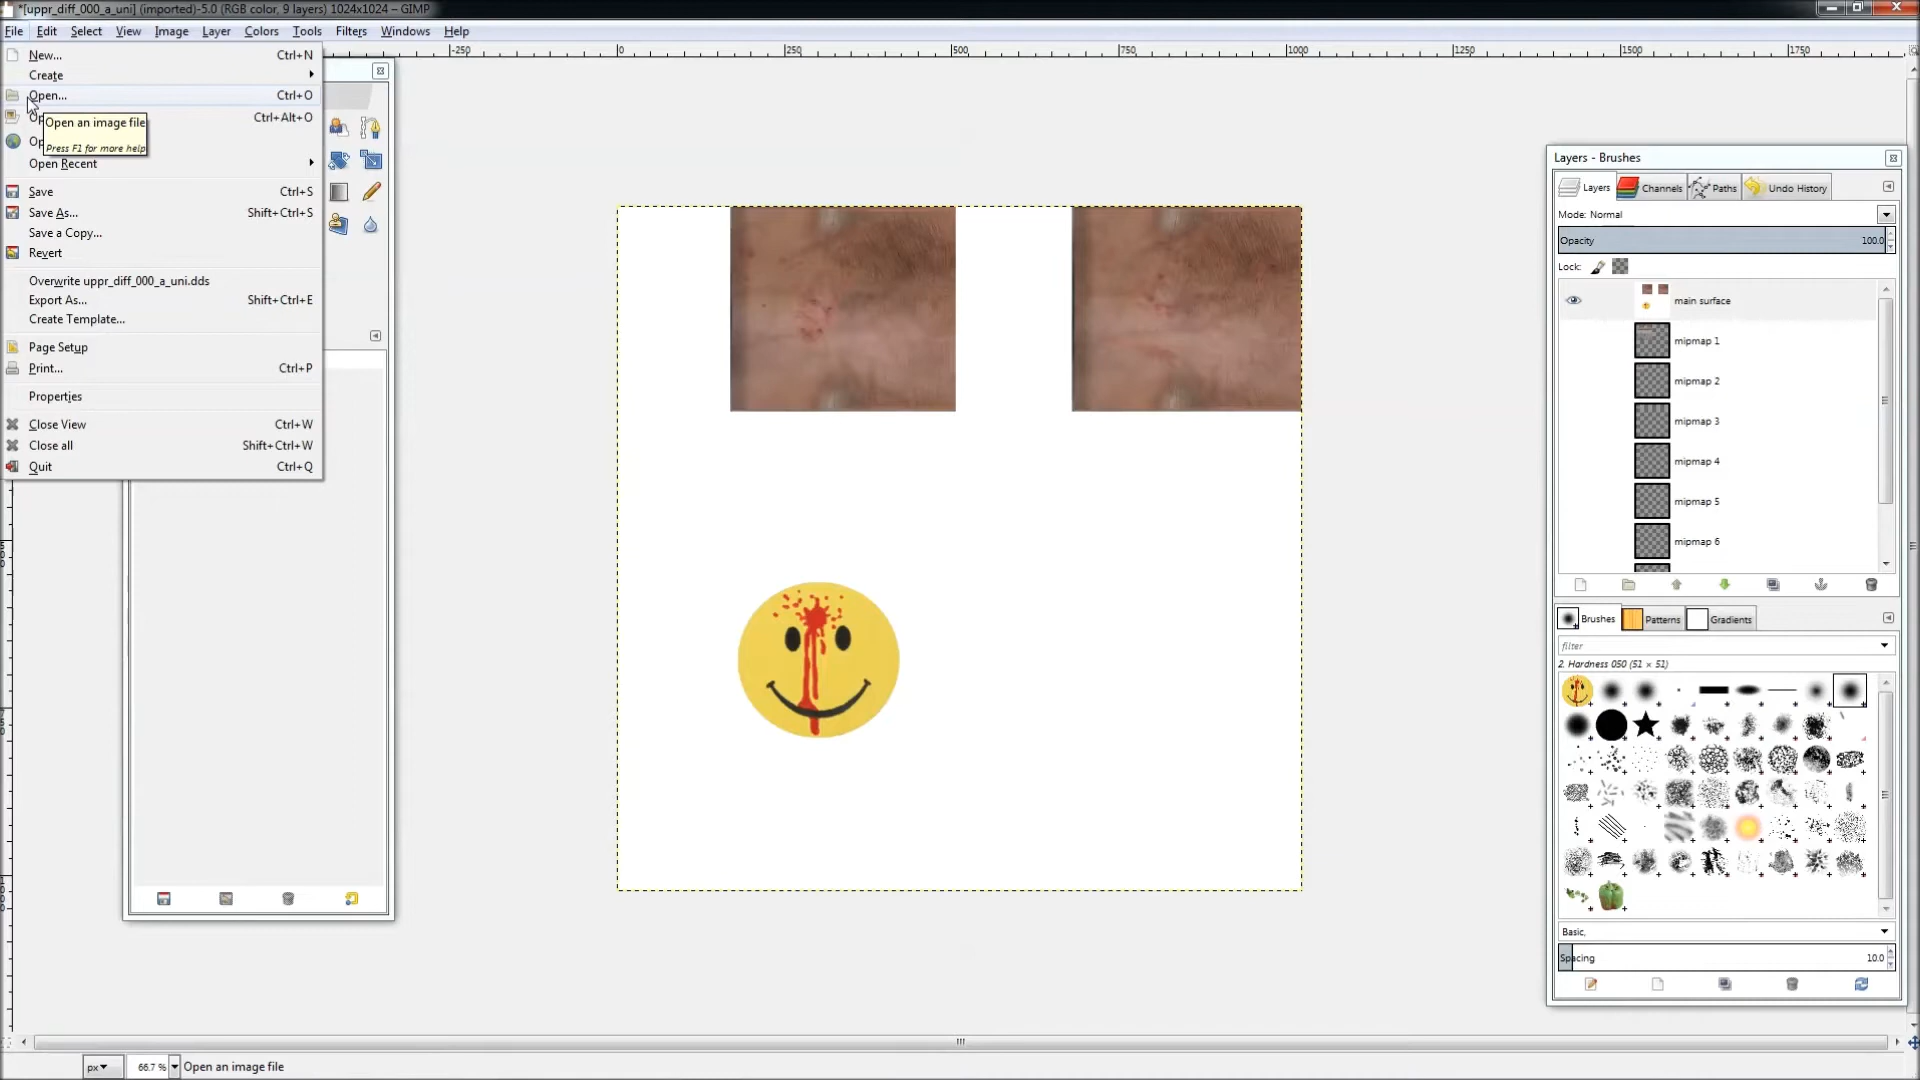 *[uppr_diff_000_a_uni] (imported)-5.0 (RGB color, 9 layers) 1024x1024 – GIMP
File Edit Select View Image Layer Colors Tools Filters Windows Help
-250 0 250 500 750 1000 1250 1500 1750
New... Ctrl+N
Create
Open... Ctrl+O
Ctrl+Alt+O
Open an image file
Press F1 for more help
Open Recent
Save Ctrl+S
Save As... Shift+Ctrl+S
Save a Copy...
Revert
Overwrite uppr_diff_000_a_uni.dds
Export As... Shift+Ctrl+E
Create Template...
Page Setup
Print... Ctrl+P
Properties
Close View Ctrl+W
Close all Shift+Ctrl+W
Quit Ctrl+Q
Layers - Brushes
Layers Channels Paths Undo History
Mode: Normal
Opacity 100.0
Lock:
main surface
mipmap 1
mipmap 2
mipmap 3
mipmap 4
mipmap 5
mipmap 6
Brushes Patterns Gradients
filter
2. Hardness 050 (51 × 51)
Basic,
Spacing 10.0
px 66.7 % Open an image file